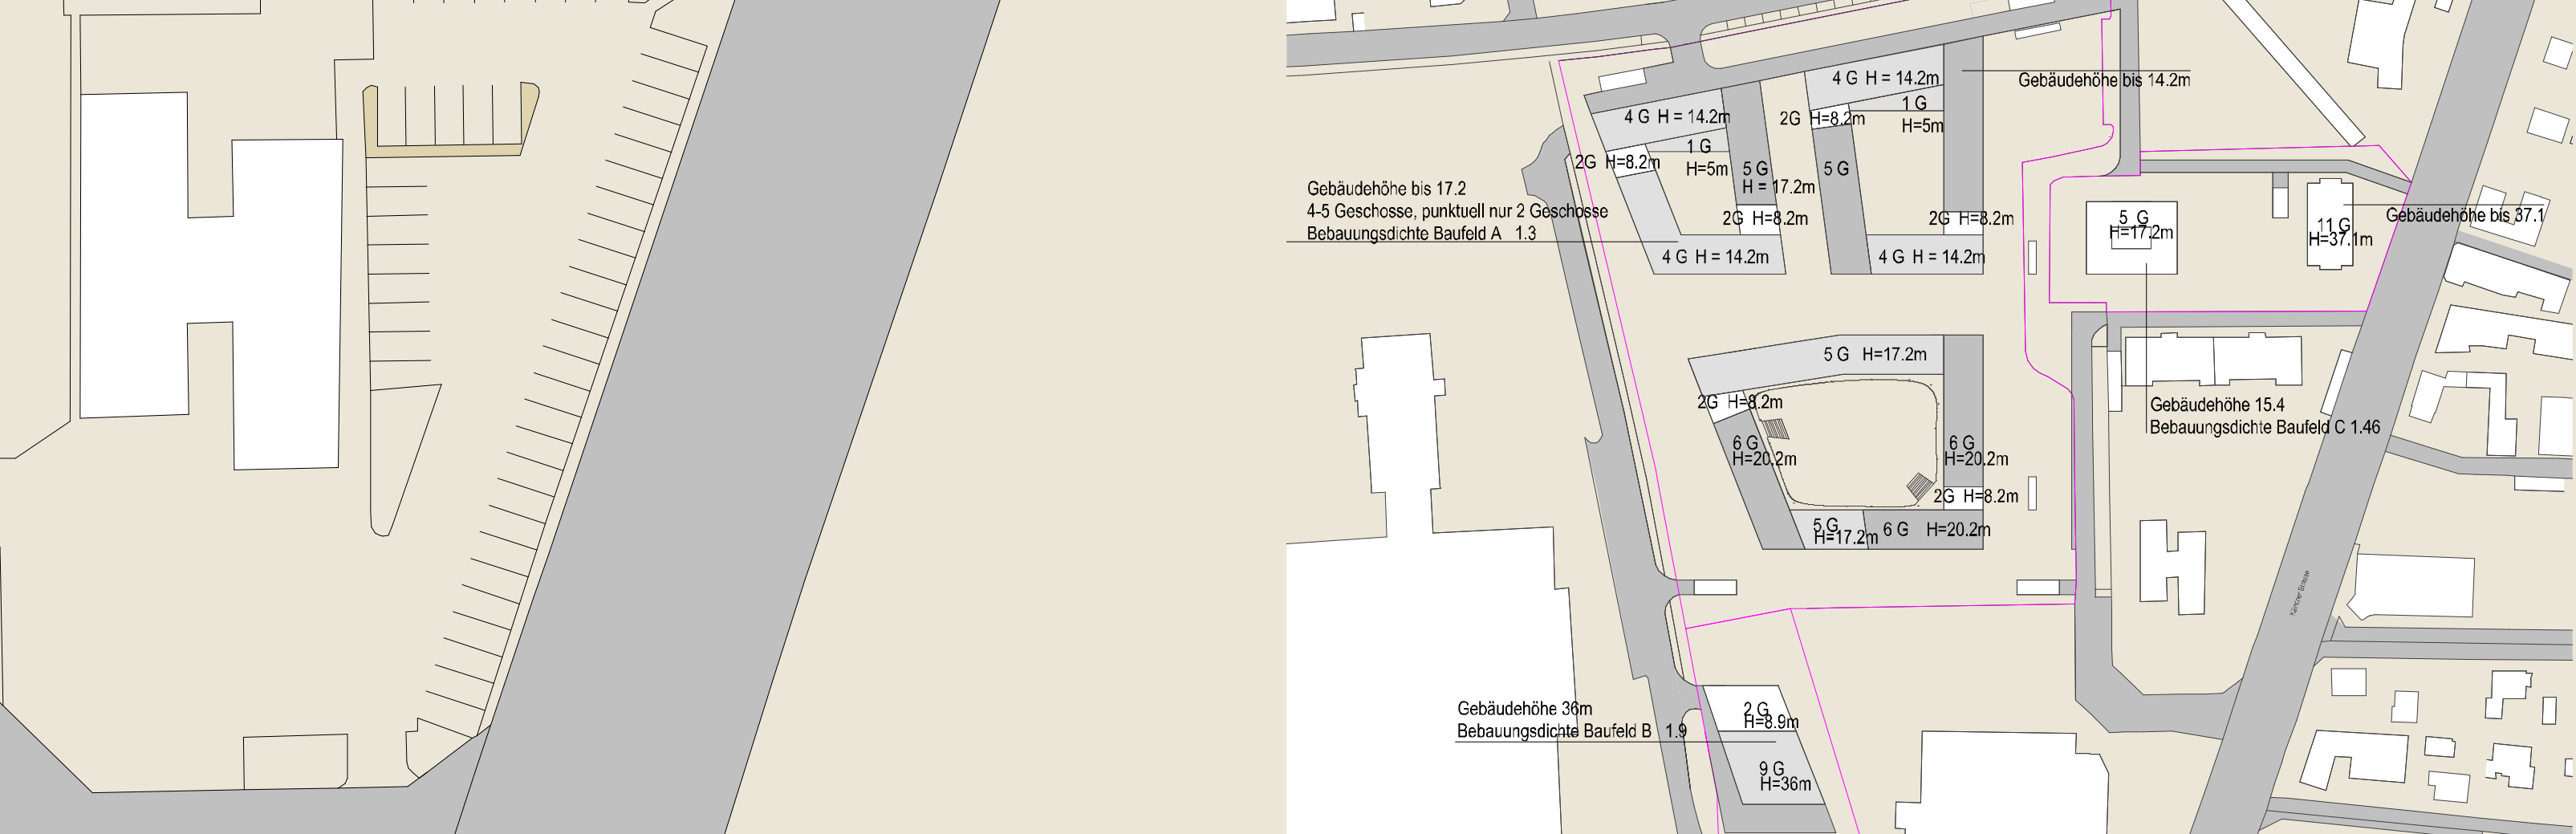 4 G H = 14.2m
Gebäudehöhe bis 14.2m
1 G
H=5m
4 G H = 14.2m
2G H=8.2m
1 G
H=5m
2G H=8.2m
5 G
H = 17.2m
5 G
Gebäudehöhe bis 17.2
4-5 Geschosse, punktuell nur 2 Geschosse
Bebauungsdichte Baufeld A 1.3
2G H=8.2m
2G H=8.2m
4 G H = 14.2m
4 G H = 14.2m
5 G
H=17.2m
11 G
H=37.1m
Gebäudehöhe bis 37.1
5 G H=17.2m
2G H=8.2m
6 G
H=20.2m
6 G
H=20.2m
2G H=8.2m
5 G
H=17.2m
6 G H=20.2m
Gebäudehöhe 15.4
Bebauungsdichte Baufeld C 1.46
Kärntner Strasse
Gebäudehöhe 36m
Bebauungsdichte Baufeld B 1.9
2 G
H=8.9m
9 G
H=36m